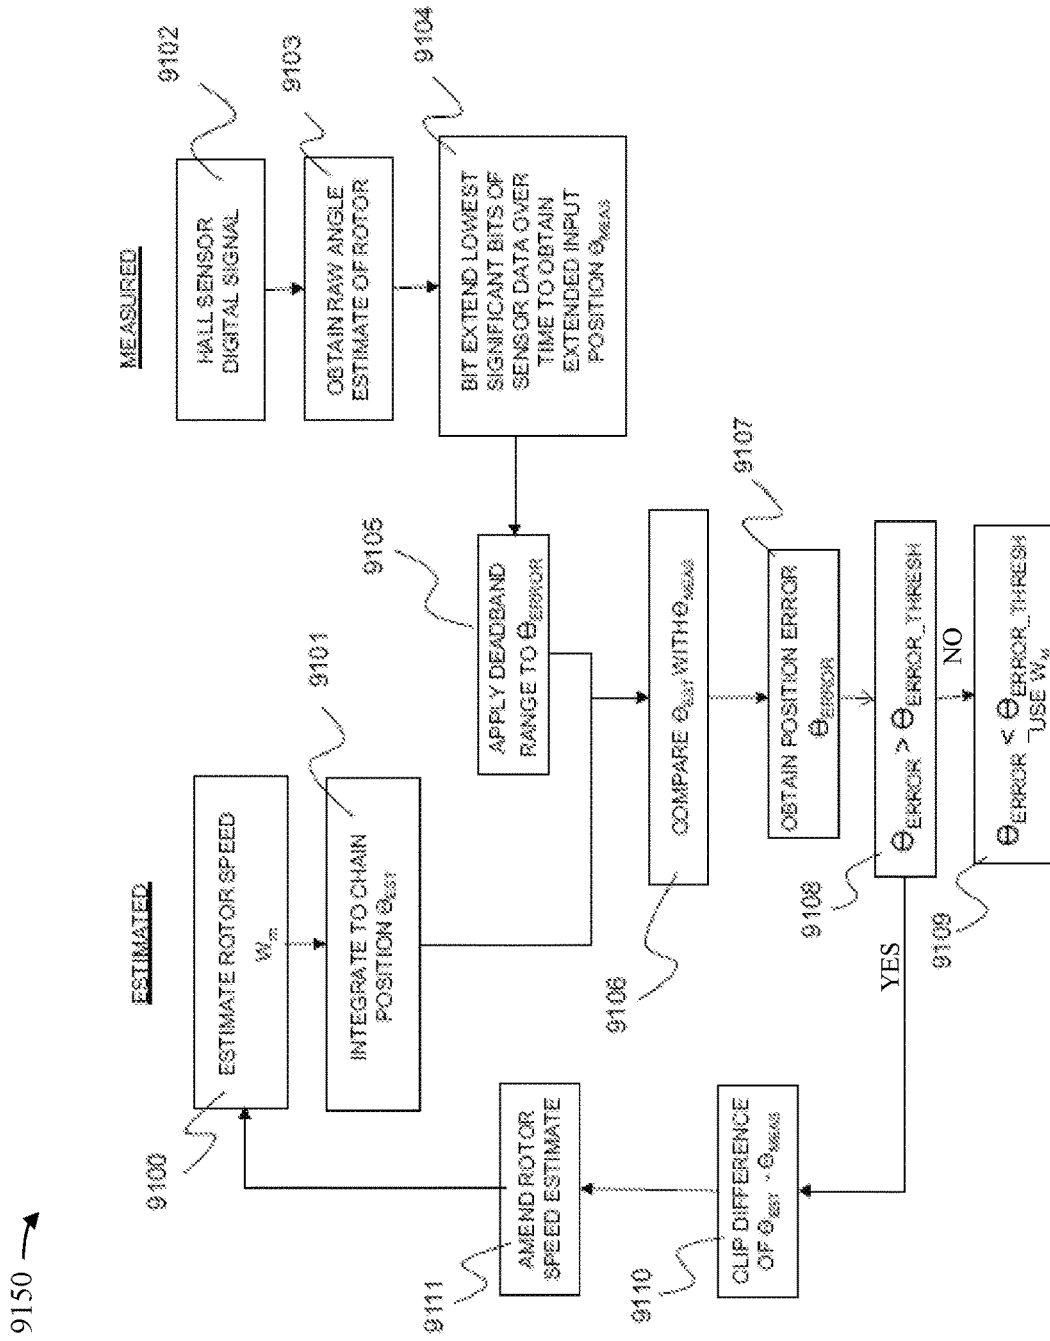 9150
ESTIMATED
MEASURED
ESTIMATE ROTOR SPEED
Wm
9100
INTEGRATE TO CHAIN
POSITION ΘEST
9101
HALL SENSOR
DIGITAL SIGNAL
9102
OBTAIN RAW ANGLE
ESTIMATE OF ROTOR
9103
BIT EXTEND LOWEST
SIGNIFICANT BITS OF
SENSOR DATA OVER
TIME TO OBTAIN
EXTENDED INPUT
POSITION ΘMEAS
9104
APPLY DEADBAND
RANGE TO ΘERROR
9105
COMPARE ΘEST WITH ΘMEAS
9106
OBTAIN POSITION ERROR
ΘERROR
9107
ΘERROR > ΘERROR_THRESH
9108
NO
YES
ΘERROR < ΘERROR_THRESH
USE Wm
9109
CLIP DIFFERENCE
OF ΘEST - ΘMEAS
9110
AMEND ROTOR
SPEED ESTIMATE
9111